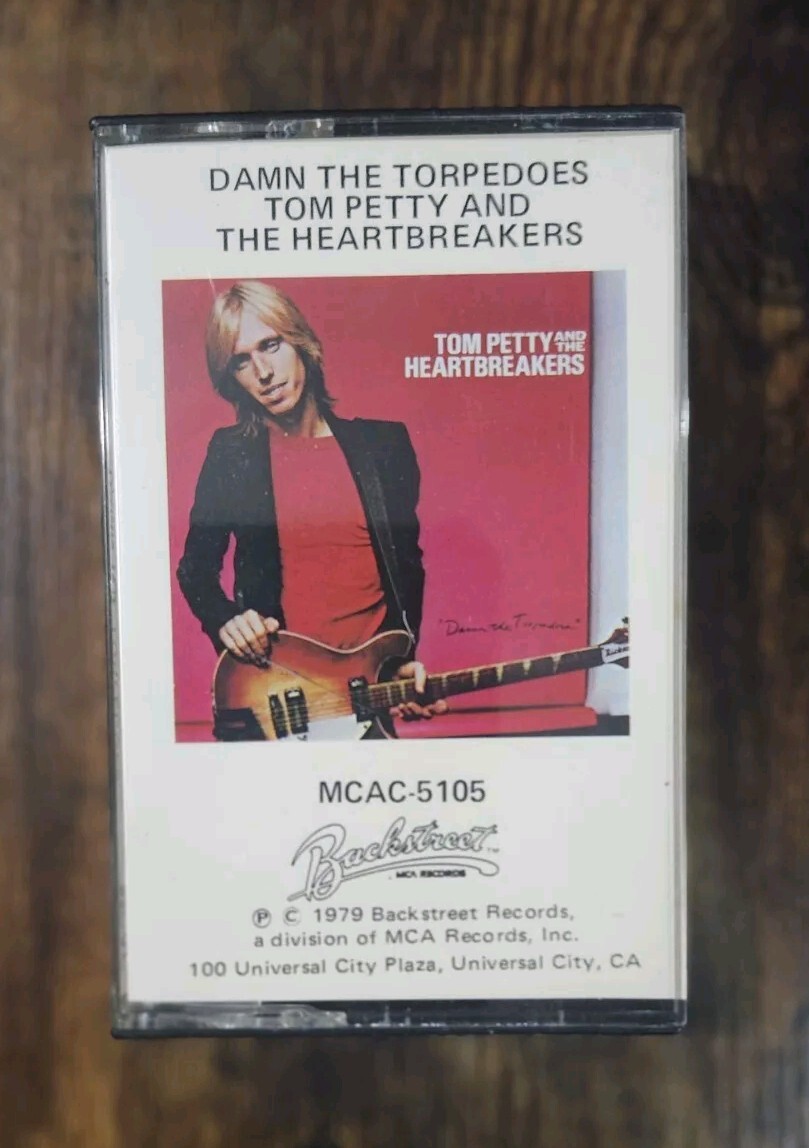 DAMN THE TORPEDOES
TOM PETTY AND
THE HEARTBREAKERS
TOM PETTY AND THE
HEARTBREAKERS
"Damn the Torpedoes"
MCAC-5105
Backstreet TM
MCA RECORDS
Ⓟ © 1979 Backstreet Records,
a division of MCA Records, Inc.
100 Universal City Plaza, Universal City, CA